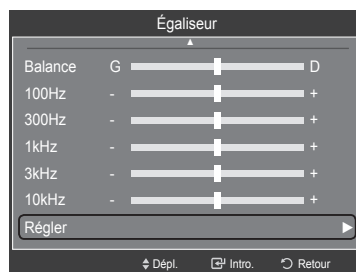 Égaliseur
▲
Balance G D
100Hz - +
300Hz - +
1kHz - +
3kHz - +
10kHz - +
Régler ►
Dépl. Intro. Retour